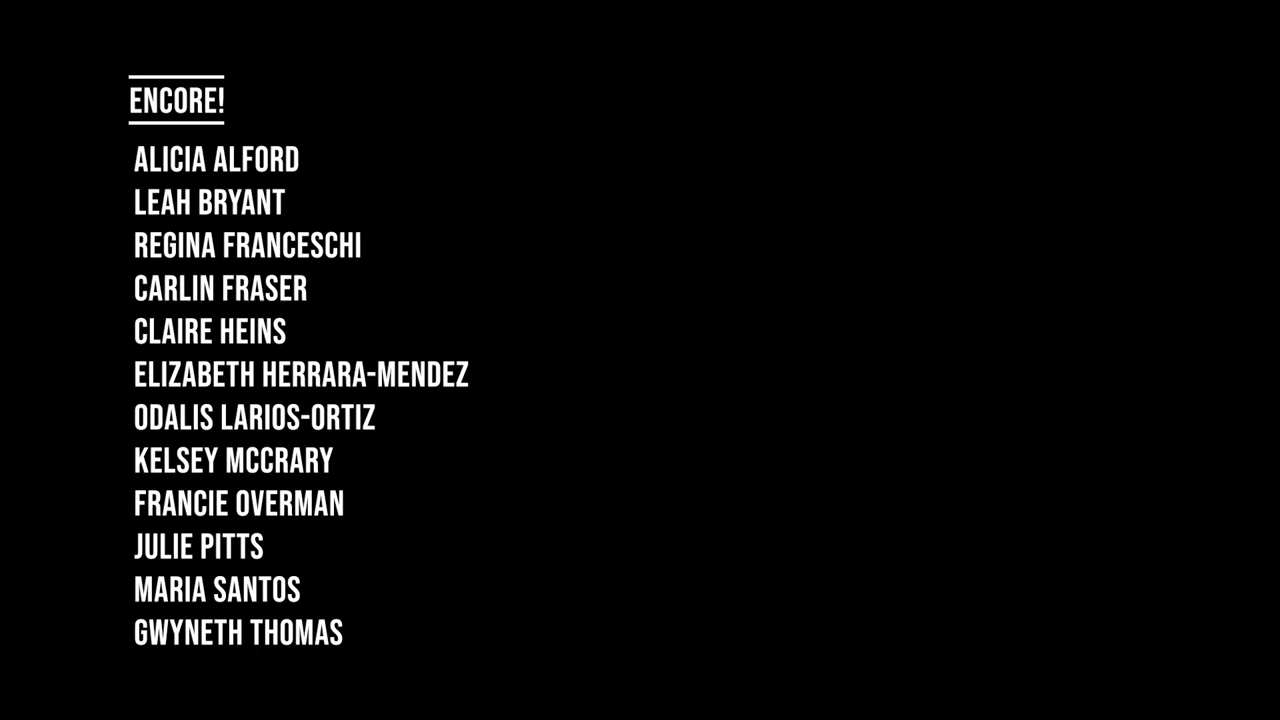 ENCORE!
ALICIA ALFORD
LEAH BRYANT
REGINA FRANCESCHI
CARLIN FRASER
CLAIRE HEINS
ELIZABETH HERRARA-MENDEZ
ODALIS LARIOS-ORTIZ
KELSEY MCCRARY
FRANCIE OVERMAN
JULIE PITTS
MARIA SANTOS
GWYNETH THOMAS